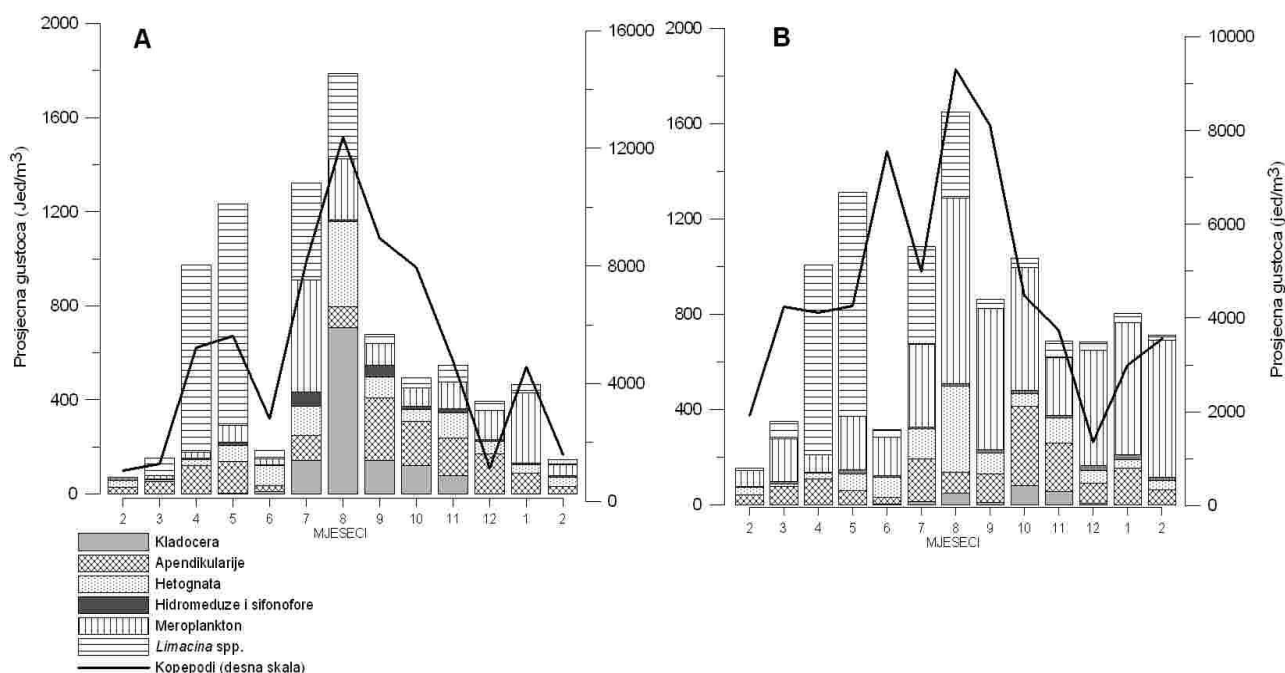 A
2000
1600
1200
800
400
0
16000
12000
8000
4000
0
Prosjecna gustoca (Jed/m³)
2 3 4 5 6 7 8 9 10 11 12 1 2
MJESECI
B
2000
1600
1200
800
400
0
10000
8000
6000
4000
2000
0
Prosjecna gustoca (jed/m³)
2 3 4 5 6 7 8 9 10 11 12 1 2
MJESECI
Kladocera
Apendikularije
Hetognata
Hidromeduze i sifonofore
Meroplankton
Limacina spp.
Kopepodi (desna skala)